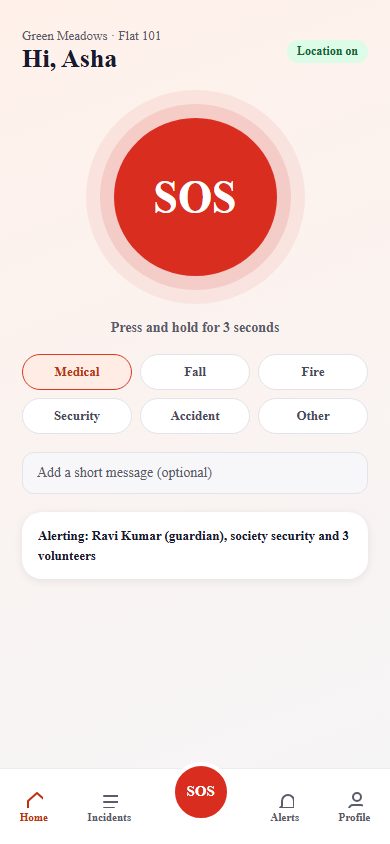 Green Meadows · Flat 101
Hi, Asha
Location on
SOS
Press and hold for 3 seconds
Medical
Fall
Fire
Security
Accident
Other
Add a short message (optional)
Alerting: Ravi Kumar (guardian), society security and 3
volunteers
Home
Incidents
SOS
Alerts
Profile